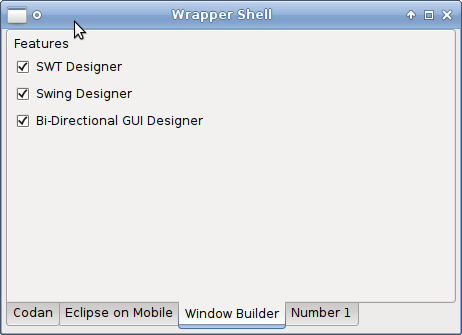 Wrapper Shell
Features
SWT Designer
Swing Designer
Bi-Directional GUI Designer
Codan Eclipse on Mobile Window Builder Number 1